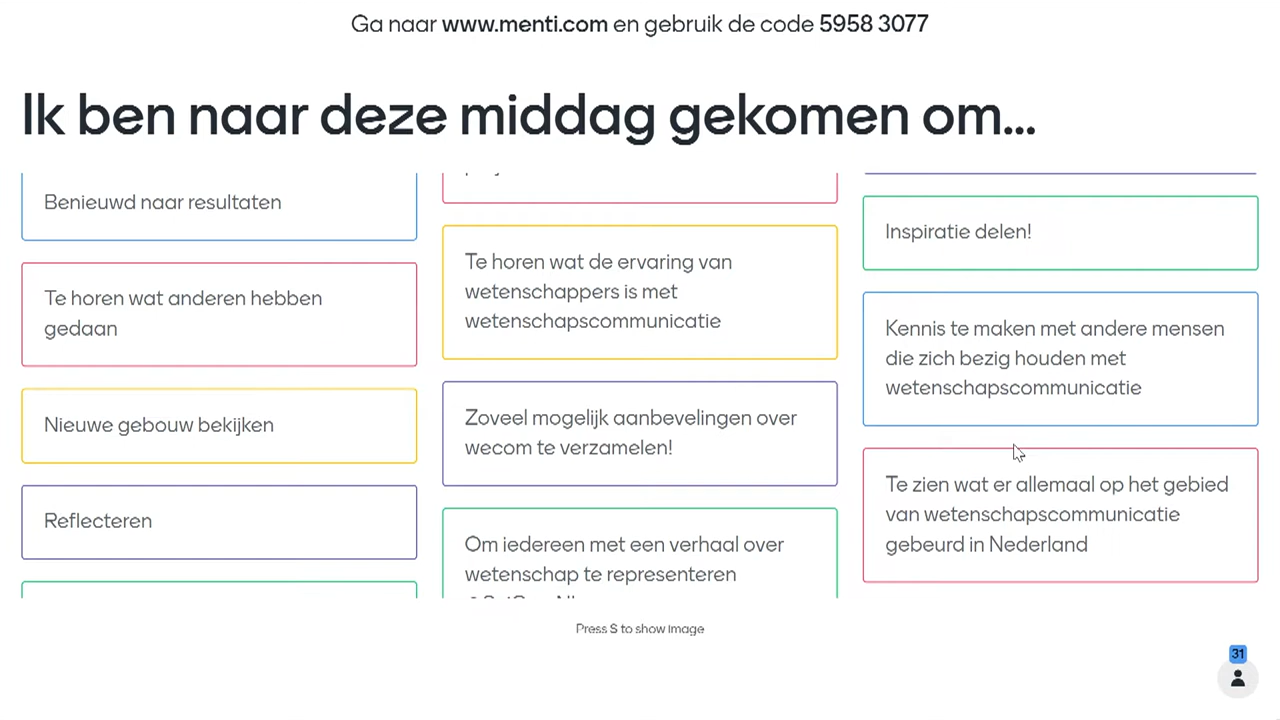 Ga naar www.menti.com en gebruik de code 5958 3077
Ik ben naar deze middag gekomen om...
Benieuwd naar resultaten
Te horen wat anderen hebben
gedaan
Nieuwe gebouw bekijken
Reflecteren
Te horen wat de ervaring van
wetenschappers is met
wetenschapscommunicatie
Zoveel mogelijk aanbevelingen over
wecom te verzamelen!
Om iedereen met een verhaal over
wetenschap te representeren
Inspiratie delen!
Kennis te maken met andere mensen
die zich bezig houden met
wetenschapscommunicatie
Te zien wat er allemaal op het gebied
van wetenschapscommunicatie
gebeurd in Nederland
Press S to show image
31